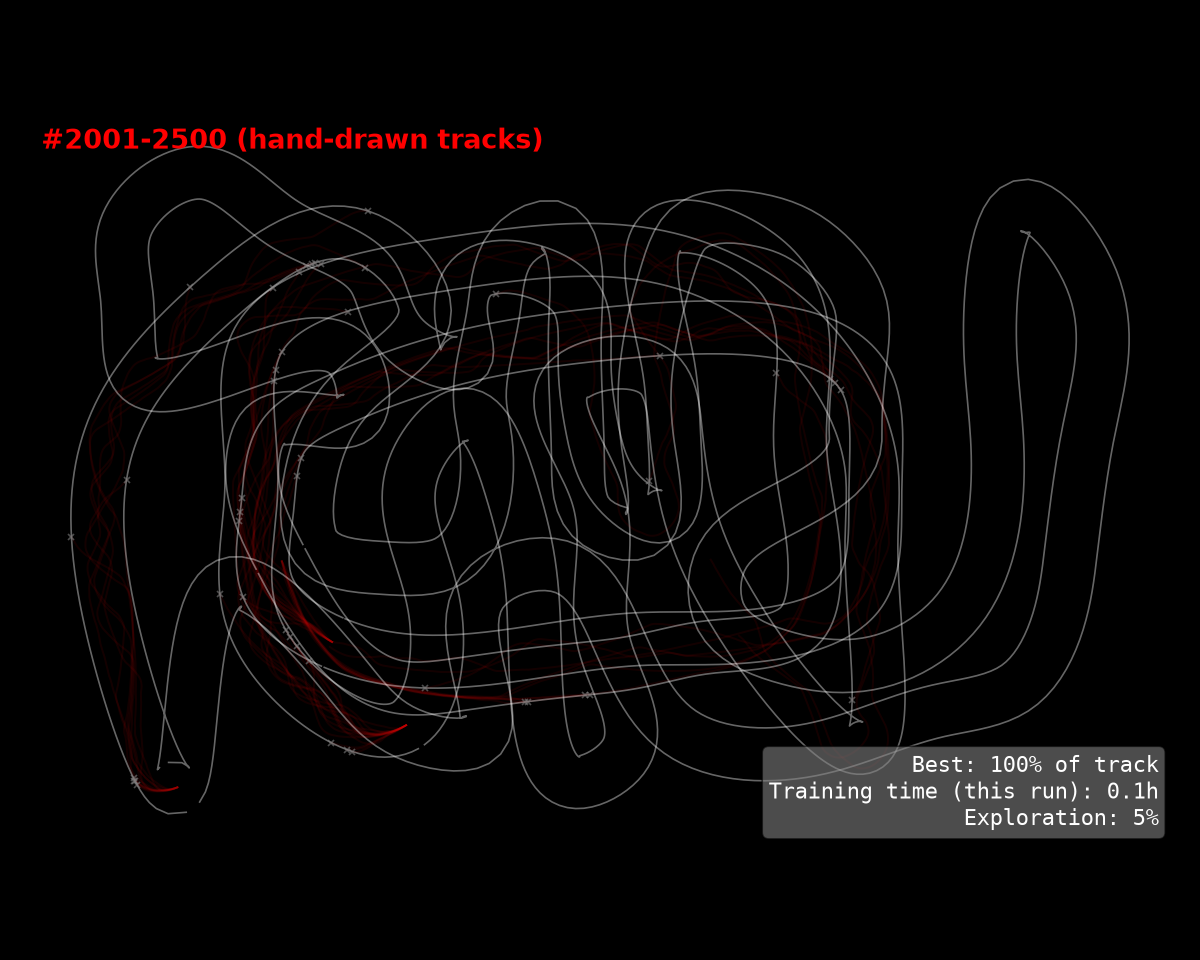 #2001-2500 (hand-drawn tracks)
Best: 100% of track
Training time (this run): 0.1h
Exploration: 5%